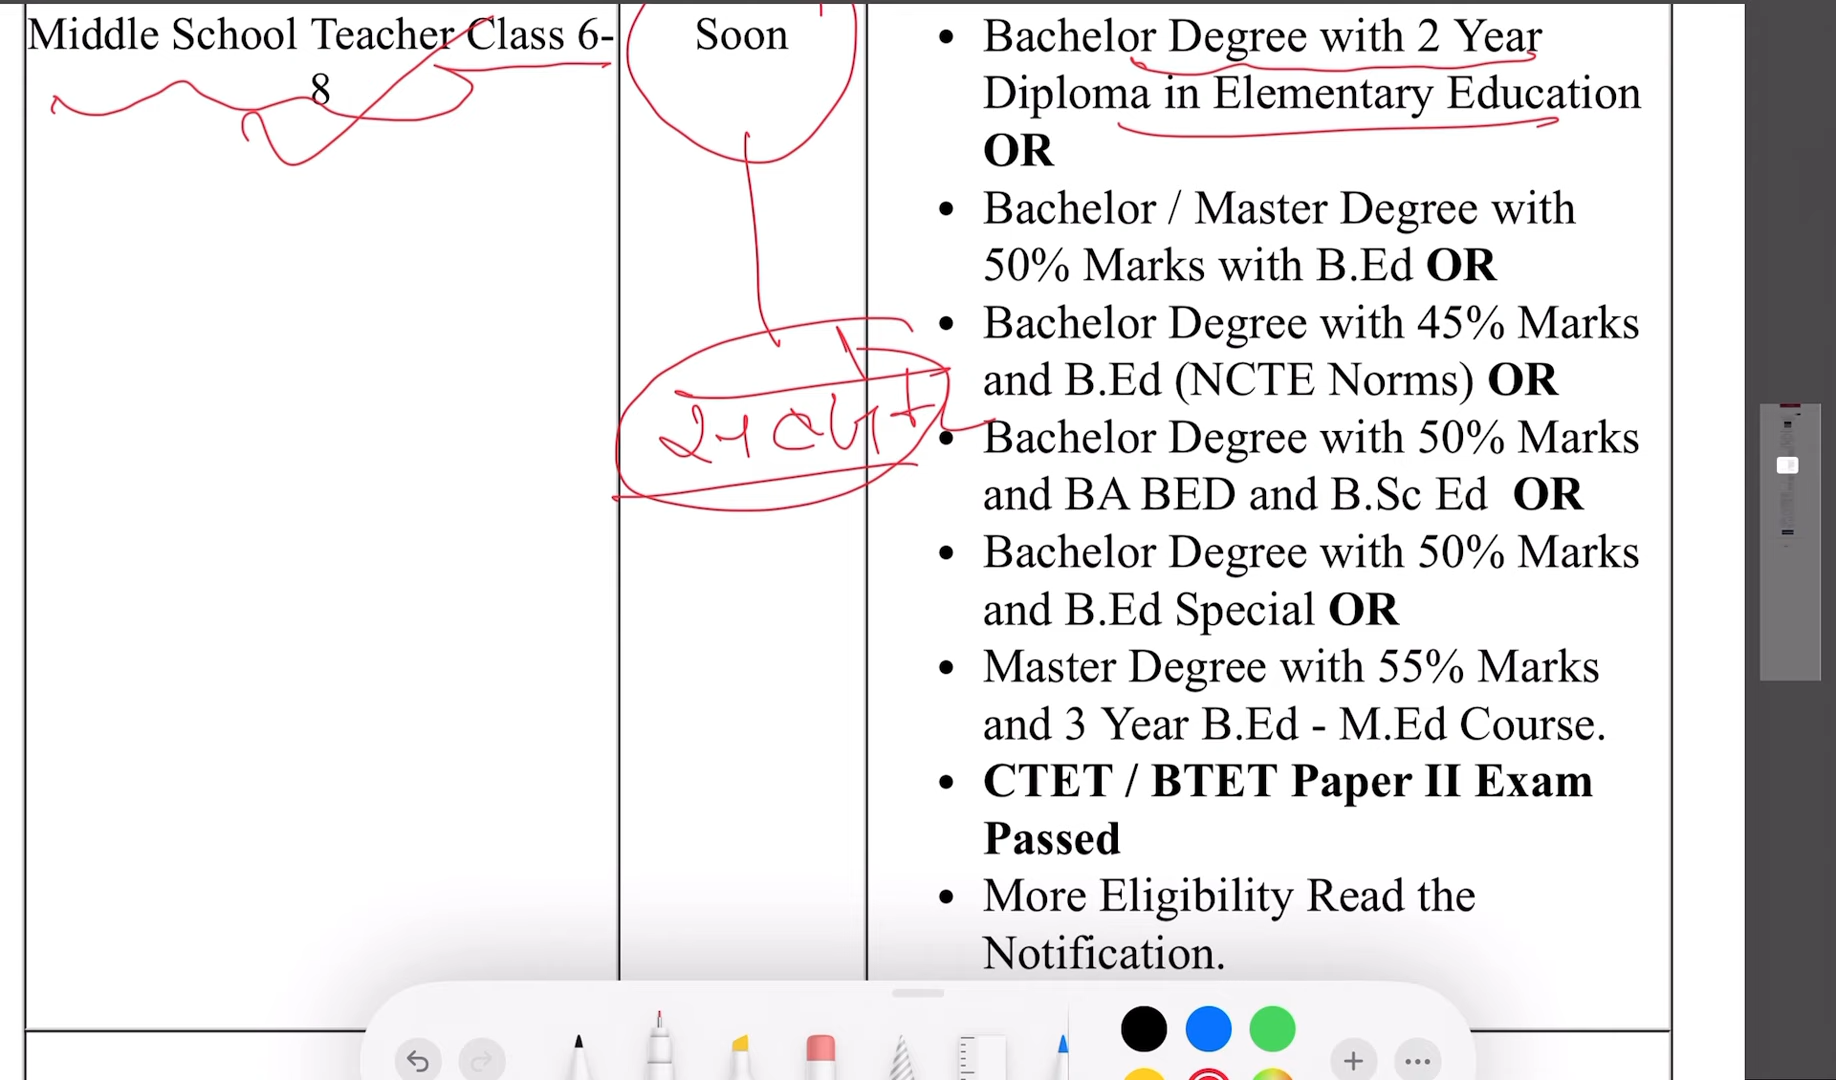 Middle School Teacher Class 6-
8
Soon
• Bachelor Degree with 2 Year
Diploma in Elementary Education
OR
• Bachelor / Master Degree with
50% Marks with B.Ed OR
• Bachelor Degree with 45% Marks
and B.Ed (NCTE Norms) OR
• Bachelor Degree with 50% Marks
and BA BED and B.Sc Ed OR
• Bachelor Degree with 50% Marks
and B.Ed Special OR
• Master Degree with 55% Marks
and 3 Year B.Ed - M.Ed Course.
• CTET / BTET Paper II Exam
Passed
• More Eligibility Read the
Notification.